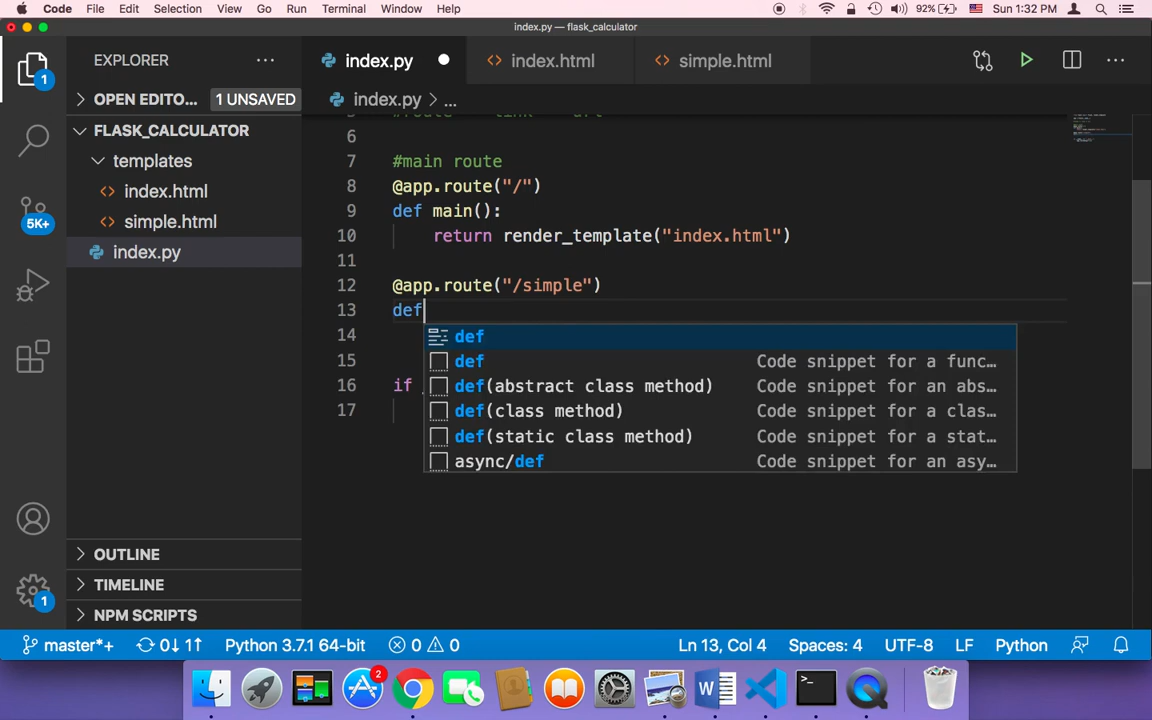 Code File Edit Selection View Go Run Terminal Window Help 92% Sun 1:32 PM
index.py — flask_calculator
1
EXPLORER ···
index.py index.html simple.html ···
OPEN EDITO... 1 UNSAVED
index.py > ...
FLASK_CALCULATOR
templates
index.html
simple.html
index.py
5K+
6
7 #main route
8 @app.route("/")
9 def main():
10 return render_template("index.html")
11
12 @app.route("/simple")
13 def
14
15
16 if
17
def
def Code snippet for a func…
def(abstract class method) Code snippet for an abs…
def(class method) Code snippet for a clas…
def(static class method) Code snippet for a stat…
async/def Code snippet for an asy…
OUTLINE
TIMELINE
NPM SCRIPTS
1
master*+ 0↓ 1↑ Python 3.7.1 64-bit 0 0 Ln 13, Col 4 Spaces: 4 UTF-8 LF Python
2
W
>_